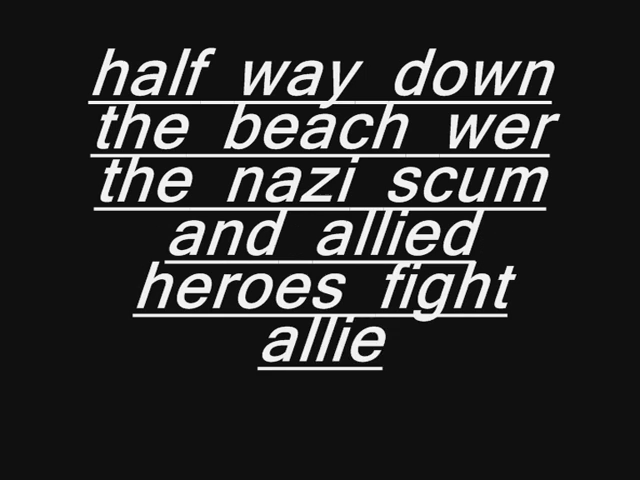 half way down
the beach wer
the nazi scum
and allied
heroes fight
allie